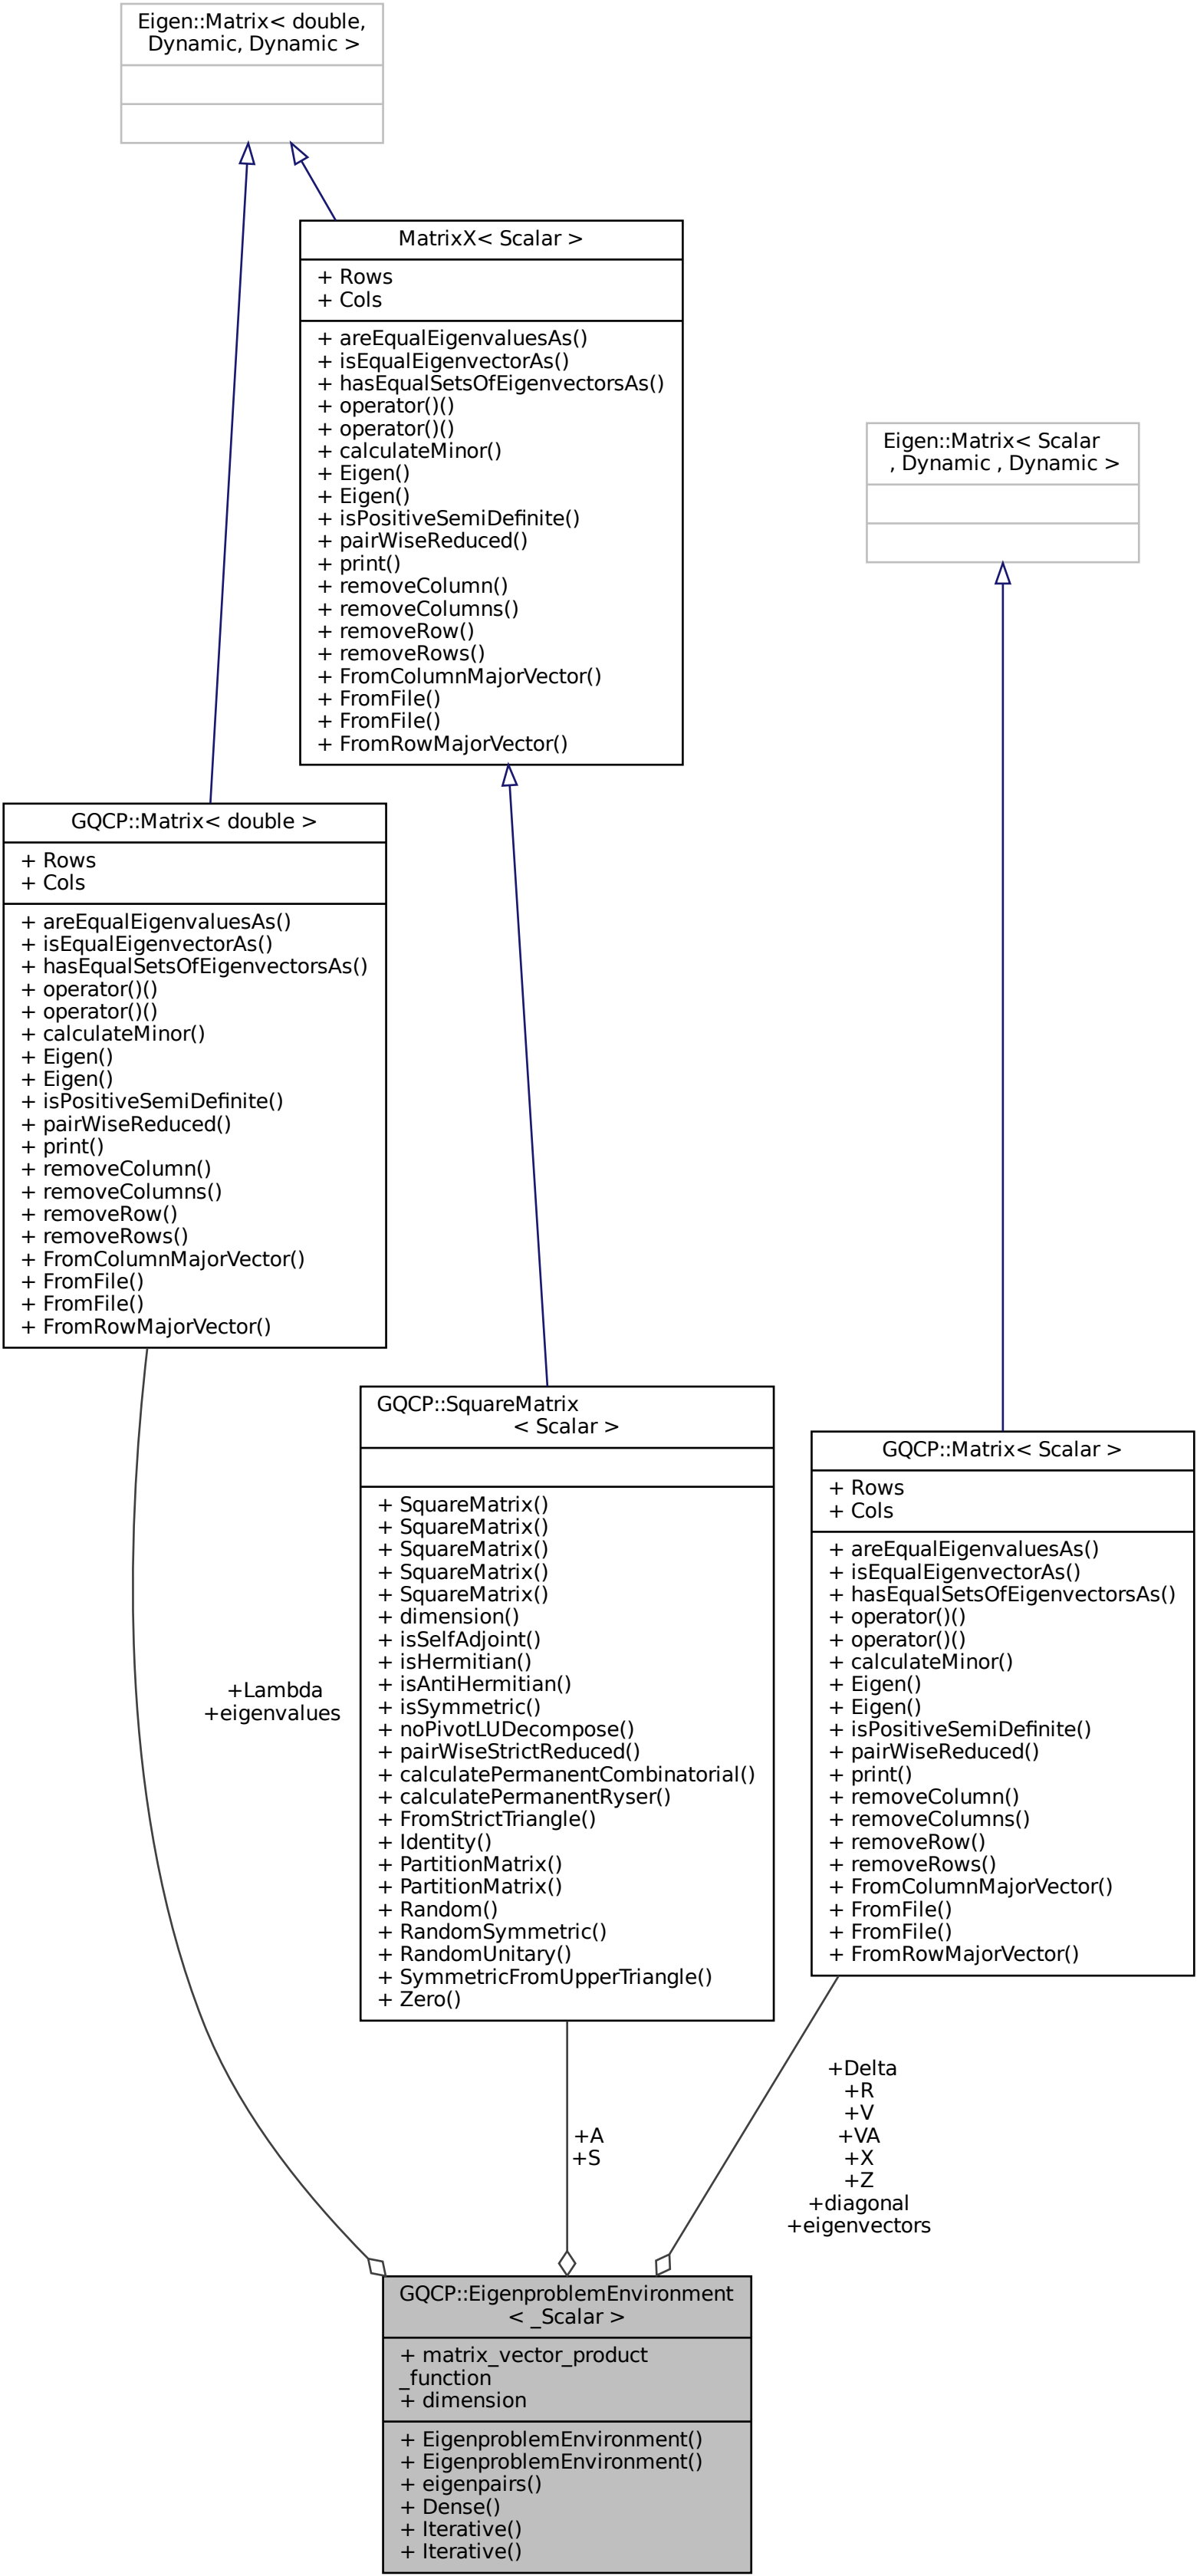 Eigen::Matrix< double,
Dynamic, Dynamic >
MatrixX< Scalar >
+ Rows
+ Cols
+ areEqualEigenvaluesAs()
+ isEqualEigenvectorAs()
+ hasEqualSetsOfEigenvectorsAs()
+ operator()()
+ operator()()
+ calculateMinor()
+ Eigen()
+ Eigen()
+ isPositiveSemiDefinite()
+ pairWiseReduced()
+ print()
+ removeColumn()
+ removeColumns()
+ removeRow()
+ removeRows()
+ FromColumnMajorVector()
+ FromFile()
+ FromFile()
+ FromRowMajorVector()
Eigen::Matrix< Scalar
, Dynamic , Dynamic >
GQCP::Matrix< double >
+ Rows
+ Cols
+ areEqualEigenvaluesAs()
+ isEqualEigenvectorAs()
+ hasEqualSetsOfEigenvectorsAs()
+ operator()()
+ operator()()
+ calculateMinor()
+ Eigen()
+ Eigen()
+ isPositiveSemiDefinite()
+ pairWiseReduced()
+ print()
+ removeColumn()
+ removeColumns()
+ removeRow()
+ removeRows()
+ FromColumnMajorVector()
+ FromFile()
+ FromFile()
+ FromRowMajorVector()
GQCP::SquareMatrix
< Scalar >
+ SquareMatrix()
+ SquareMatrix()
+ SquareMatrix()
+ SquareMatrix()
+ SquareMatrix()
+ dimension()
+ isSelfAdjoint()
+ isHermitian()
+ isAntiHermitian()
+ isSymmetric()
+ noPivotLUDecompose()
+ pairWiseStrictReduced()
+ calculatePermanentCombinatorial()
+ calculatePermanentRyser()
+ FromStrictTriangle()
+ Identity()
+ PartitionMatrix()
+ PartitionMatrix()
+ Random()
+ RandomSymmetric()
+ RandomUnitary()
+ SymmetricFromUpperTriangle()
+ Zero()
GQCP::Matrix< Scalar >
+ Rows
+ Cols
+ areEqualEigenvaluesAs()
+ isEqualEigenvectorAs()
+ hasEqualSetsOfEigenvectorsAs()
+ operator()()
+ operator()()
+ calculateMinor()
+ Eigen()
+ Eigen()
+ isPositiveSemiDefinite()
+ pairWiseReduced()
+ print()
+ removeColumn()
+ removeColumns()
+ removeRow()
+ removeRows()
+ FromColumnMajorVector()
+ FromFile()
+ FromFile()
+ FromRowMajorVector()
+Lambda
+eigenvalues
+A
+S
+Delta
+R
+V
+VA
+X
+Z
+diagonal
+eigenvectors
GQCP::EigenproblemEnvironment
< _Scalar >
+ matrix_vector_product
_function
+ dimension
+ EigenproblemEnvironment()
+ EigenproblemEnvironment()
+ eigenpairs()
+ Dense()
+ Iterative()
+ Iterative()